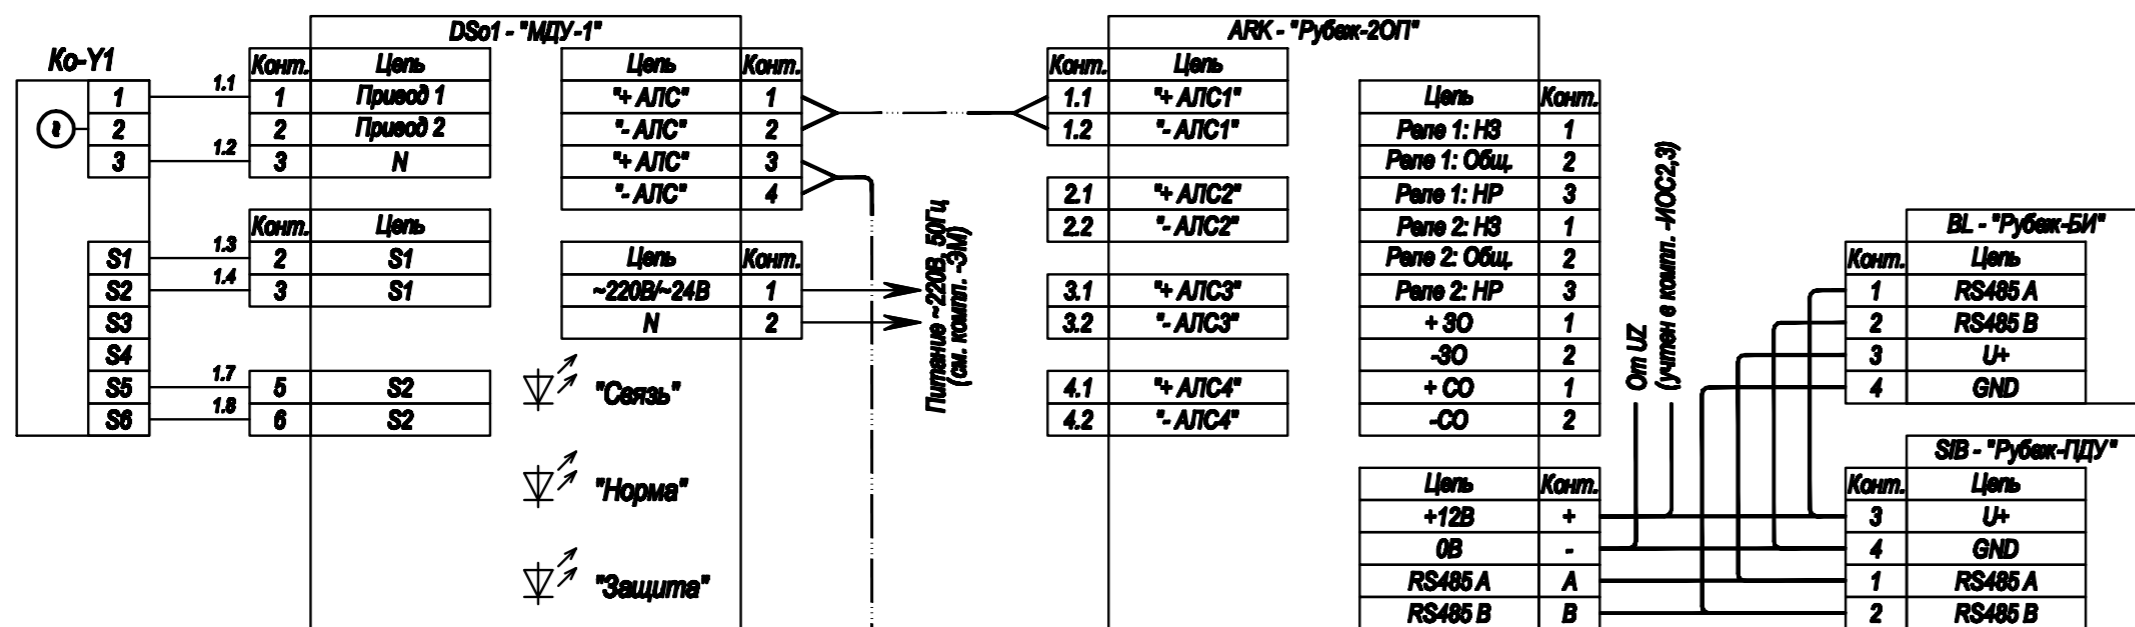 DSo1 - "МДУ-1"
ARK - "Рубеж-2ОП"
Ко-Y1
1
2
3
S1
S2
S3
S4
S5
S6
1.1
1.2
1.3
1.4
1.7
1.8
Конт. Цепь
1 Привод 1
2 Привод 2
3 N
Конт. Цепь
2 S1
3 S1
5 S2
6 S2
Цепь Конт.
"+ АЛС" 1
"- АЛС" 2
"+ АЛС" 3
"- АЛС" 4
Цепь Конт.
~220В/~24В 1
N 2
"Связь"
"Норма"
"Защита"
Питание ~220В, 50Гц
(см. компл. -ЭМ)
Конт. Цепь
1.1 "+ АЛС1"
1.2 "- АЛС1"
2.1 "+ АЛС2"
2.2 "- АЛС2"
3.1 "+ АЛС3"
3.2 "- АЛС3"
4.1 "+ АЛС4"
4.2 "- АЛС4"
Цепь Конт.
Реле 1: НЗ 1
Реле 1: Общ. 2
Реле 1: НР 3
Реле 2: НЗ 1
Реле 2: Общ. 2
Реле 2: НР 3
+ ЗО 1
-ЗО 2
+ СО 1
-СО 2
Цепь Конт.
+12В +
0В -
RS485 A A
RS485 B B
От UZ
(учтен в компл. -ИОС2,3)
BL - "Рубеж-БИ"
Конт. Цепь
1 RS485 A
2 RS485 B
3 U+
4 GND
SIB - "Рубеж-ПДУ"
Конт. Цепь
3 U+
4 GND
1 RS485 A
2 RS485 B